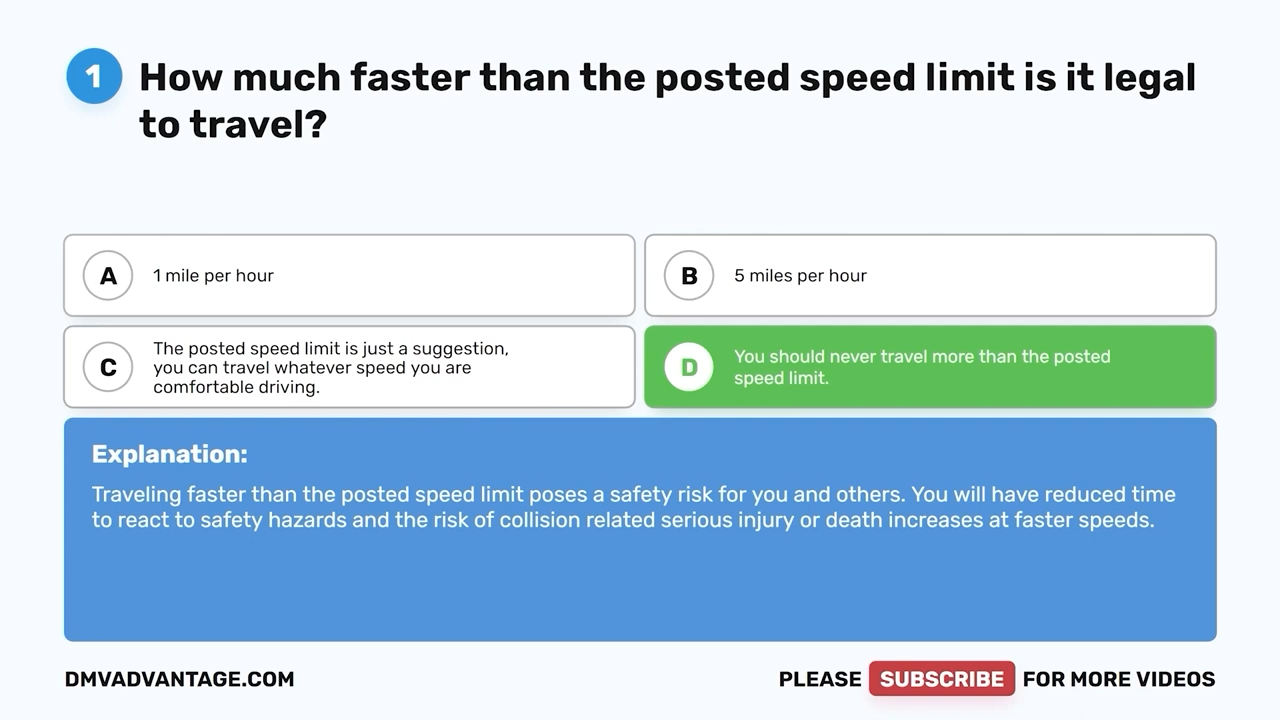 1
How much faster than the posted speed limit is it legal
to travel?
A
1 mile per hour
B
5 miles per hour
C
The posted speed limit is just a suggestion,
you can travel whatever speed you are
comfortable driving.
D
You should never travel more than the posted
speed limit.
Explanation:
Traveling faster than the posted speed limit poses a safety risk for you and others. You will have reduced time
to react to safety hazards and the risk of collision related serious injury or death increases at faster speeds.
DMVADVANTAGE.COM
PLEASE SUBSCRIBE FOR MORE VIDEOS